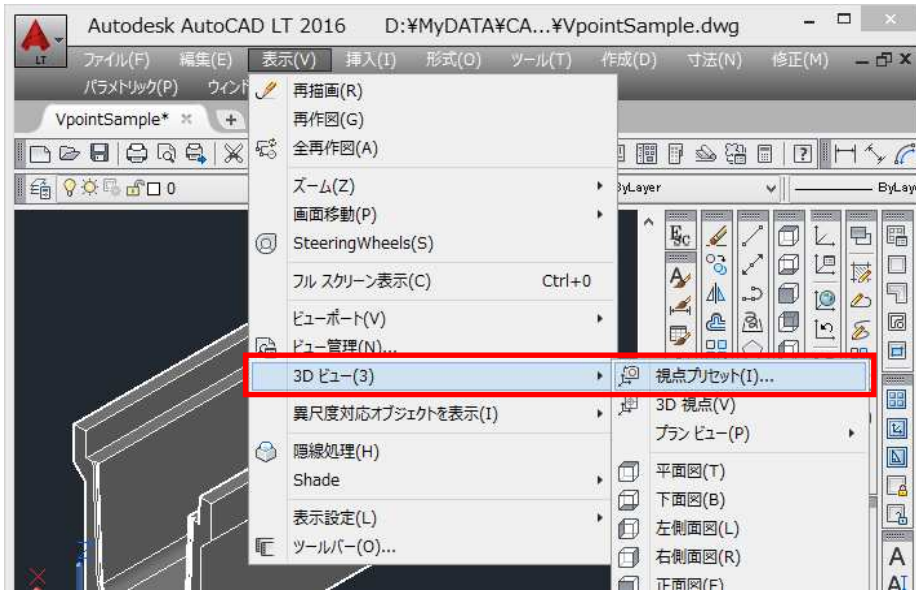 Autodesk AutoCAD LT 2016 D:¥MyDATA¥CA...¥VpointSample.dwg
LT
ファイル(F) 編集(E) 表示(V) 挿入(I) 形式(O) ツール(T) 作成(D) 寸法(N) 修正(M)
パラメトリック(P) ウィンド
VpointSample*
0
ByLayer
ByLay
再描画(R)
再作図(G)
全再作図(A)
ズーム(Z)
画面移動(P)
SteeringWheels(S)
フル スクリーン表示(C) Ctrl+0
ビューポート(V)
ビュー管理(N)...
3D ビュー(3)
異尺度対応オブジェクトを表示(I)
隠線処理(H)
Shade
表示設定(L)
ツールバー(O)...
視点プリセット(I)...
3D 視点(V)
プラン ビュー(P)
平面図(T)
下面図(B)
左側面図(L)
右側面図(R)
正面図(F)